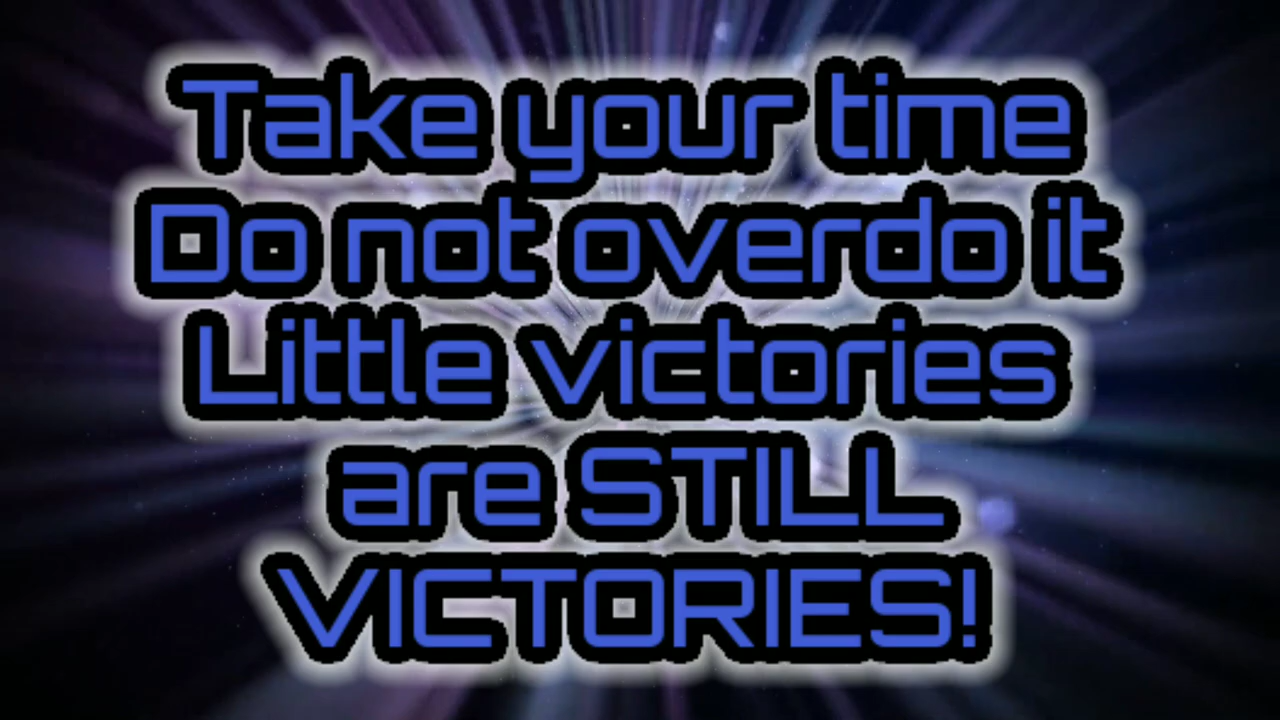 Take your time
Do not overdo it
Little victories
are STILL
VICTORIES!